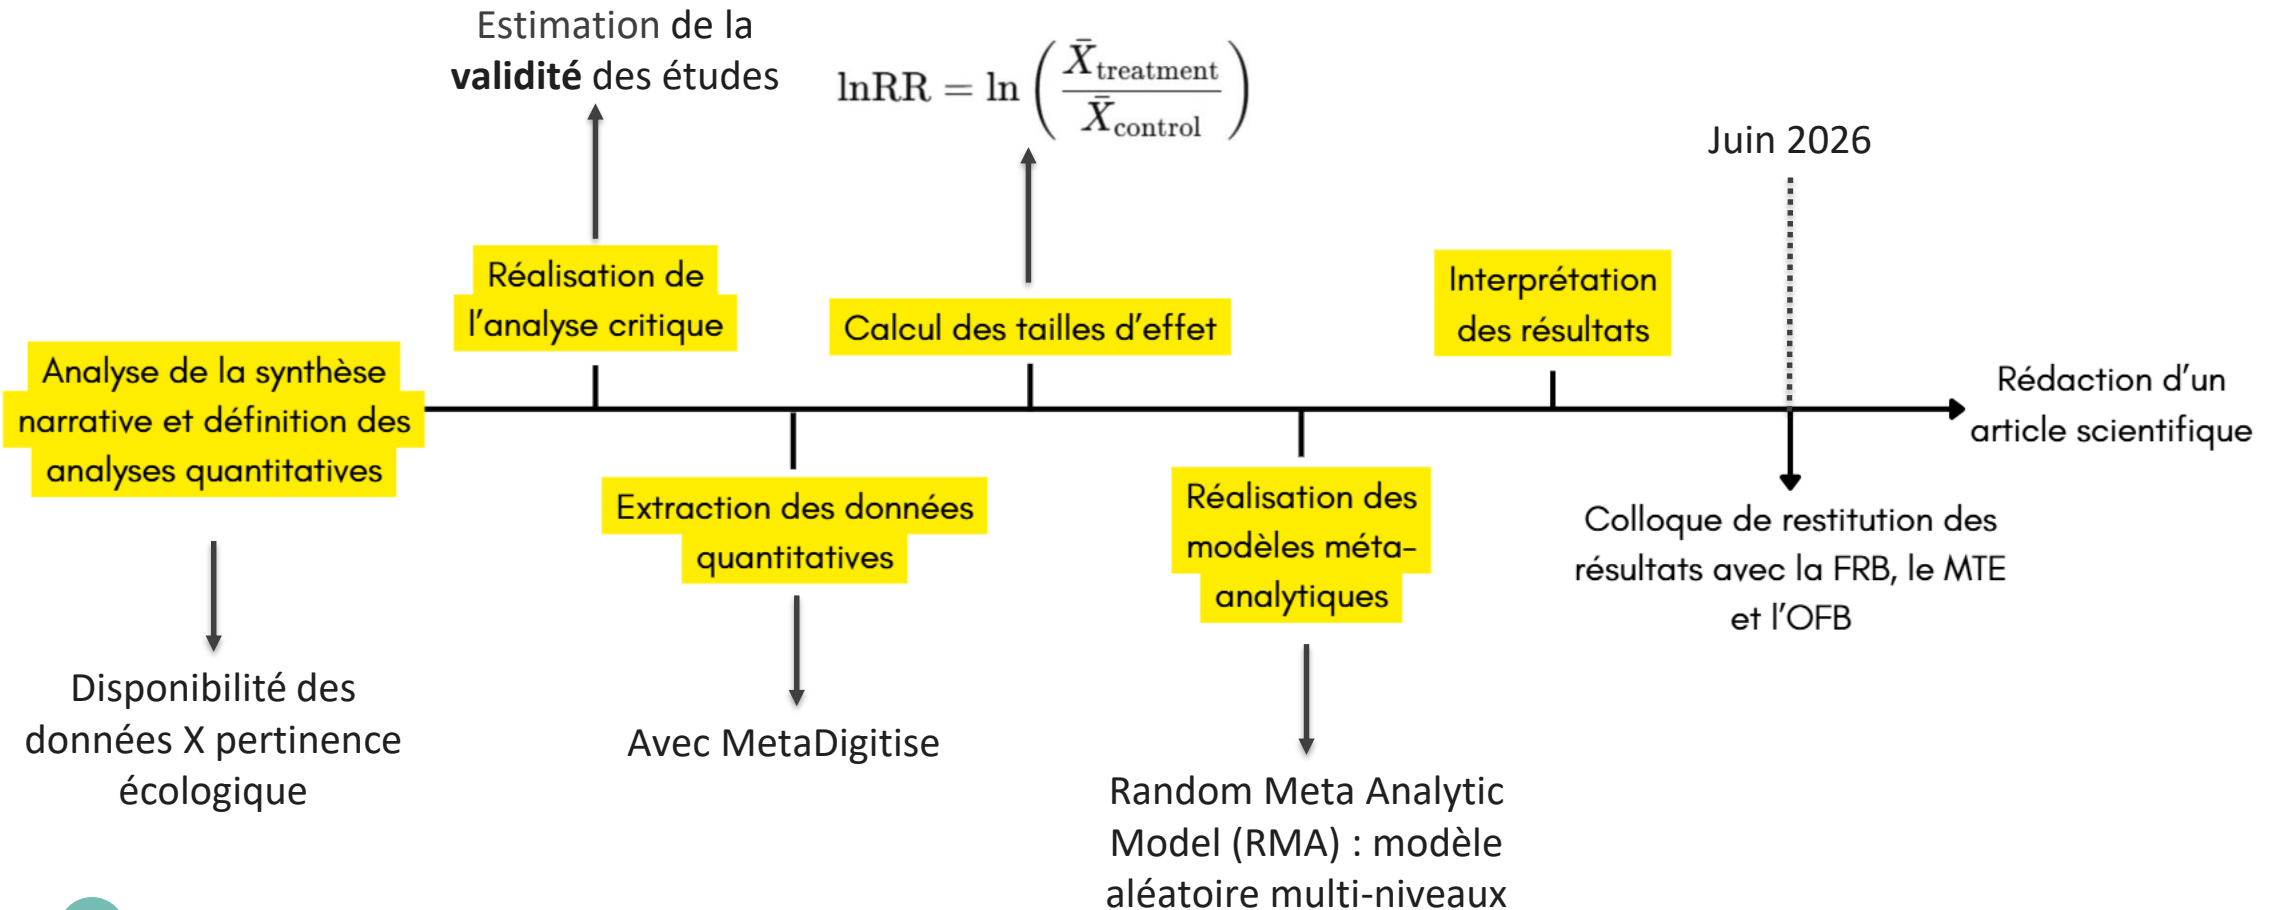 Estimation de la
validité des études
lnRR = ln ( X̄treatment / X̄control )
Juin 2026
Réalisation de
l'analyse critique
Calcul des tailles d'effet
Interprétation
des résultats
Analyse de la synthèse
narrative et définition des
analyses quantitatives
Rédaction d'un
article scientifique
Extraction des données
quantitatives
Réalisation des
modèles méta-
analytiques
Colloque de restitution des
résultats avec la FRB, le MTE
et l'OFB
Disponibilité des
données X pertinence
écologique
Avec MetaDigitise
Random Meta Analytic
Model (RMA) : modèle
aléatoire multi-niveaux